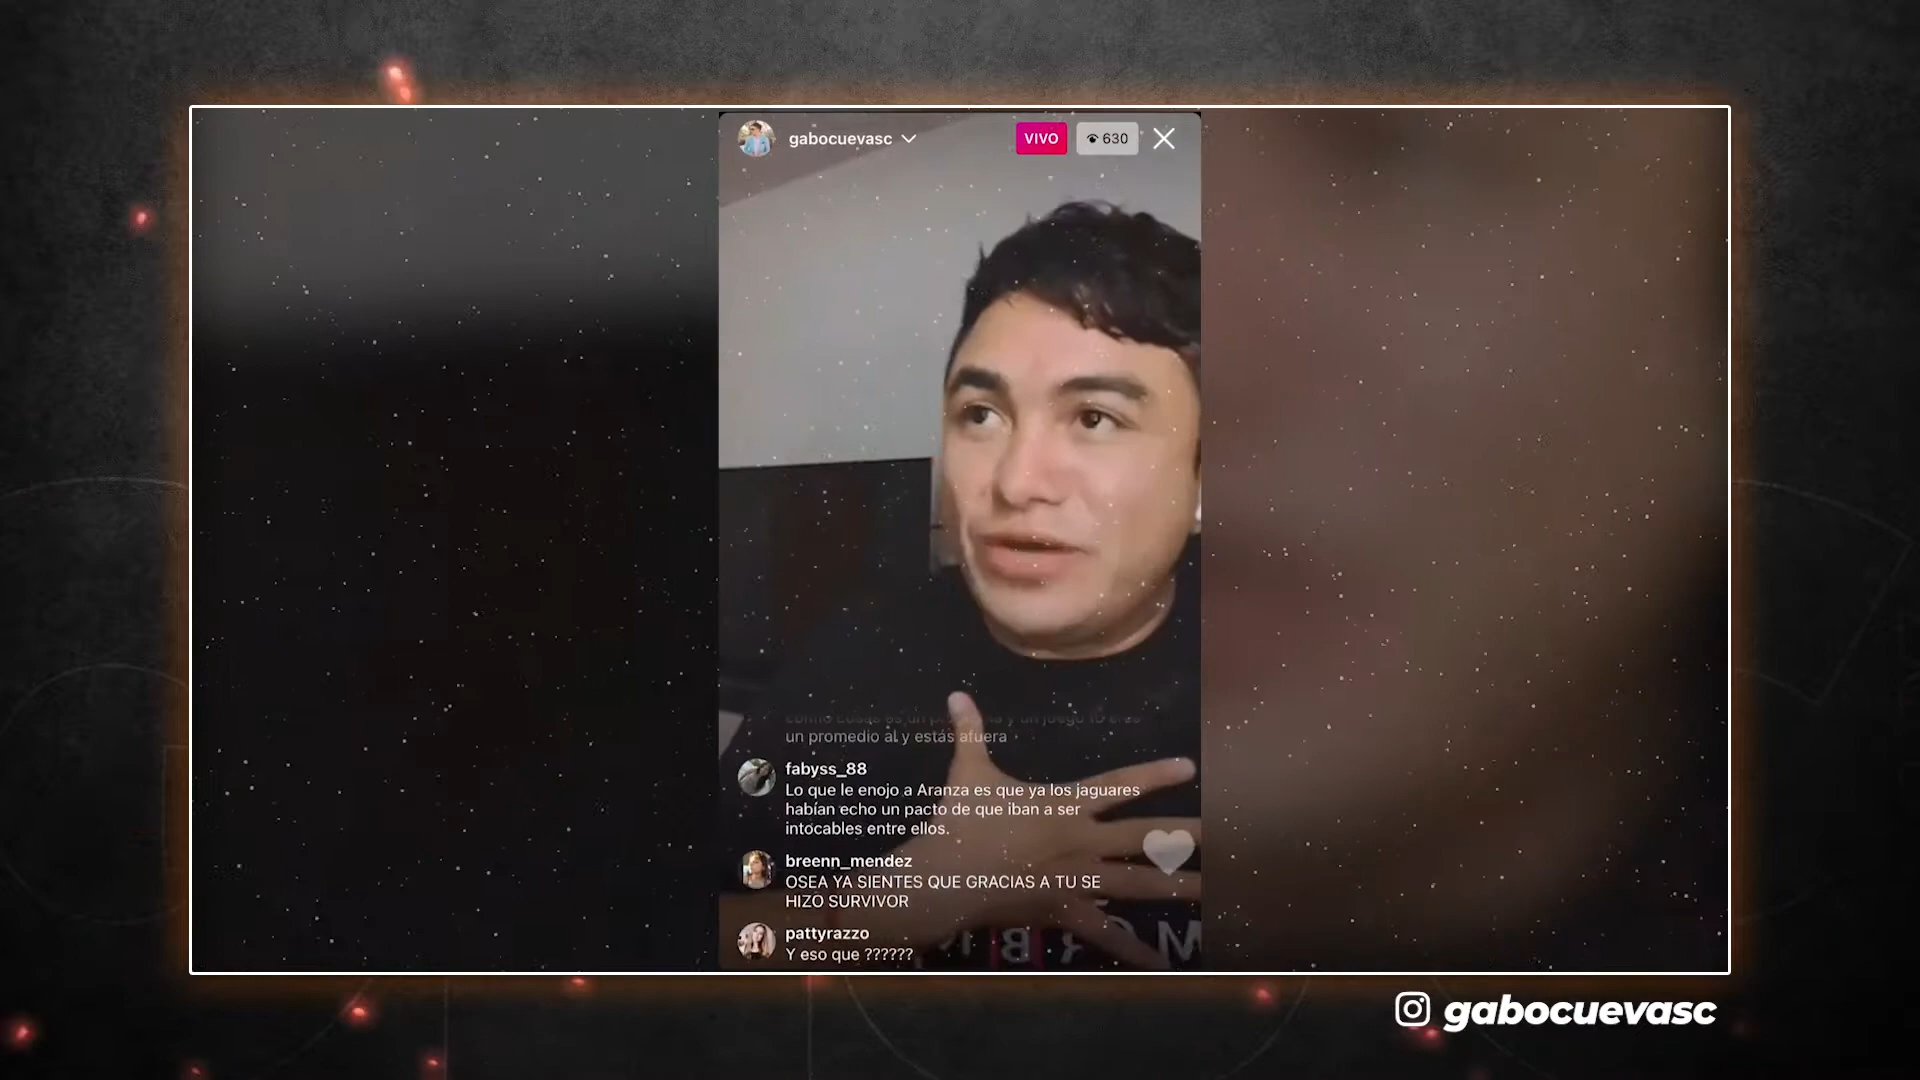 gabocuevasc
VIVO
630
un promedio al y estás afuera
fabyss_88
Lo que le enojo a Aranza es que ya los jaguares
habían echo un pacto de que iban a ser
intocables entre ellos.
breenn_mendez
OSEA YA SIENTES QUE GRACIAS A TU SE
HIZO SURVIVOR
pattyrazzo
Y eso que ??????
gabocuevasc